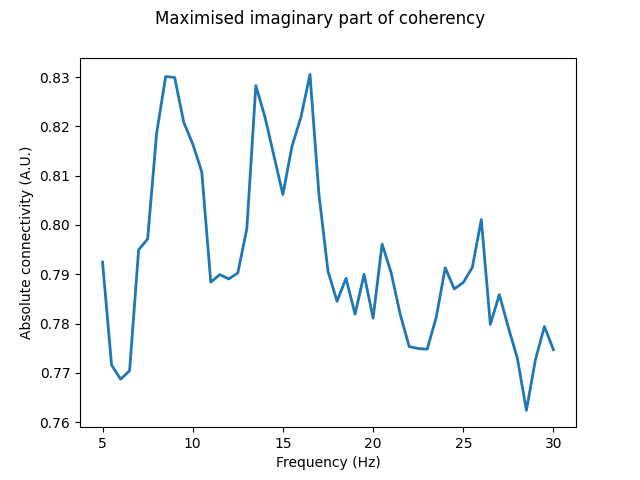 Maximised imaginary part of coherency
Absolute connectivity (A.U.)
0.83
0.82
0.81
0.80
0.79
0.78
0.77
0.76
5 10 15 20 25 30
Frequency (Hz)